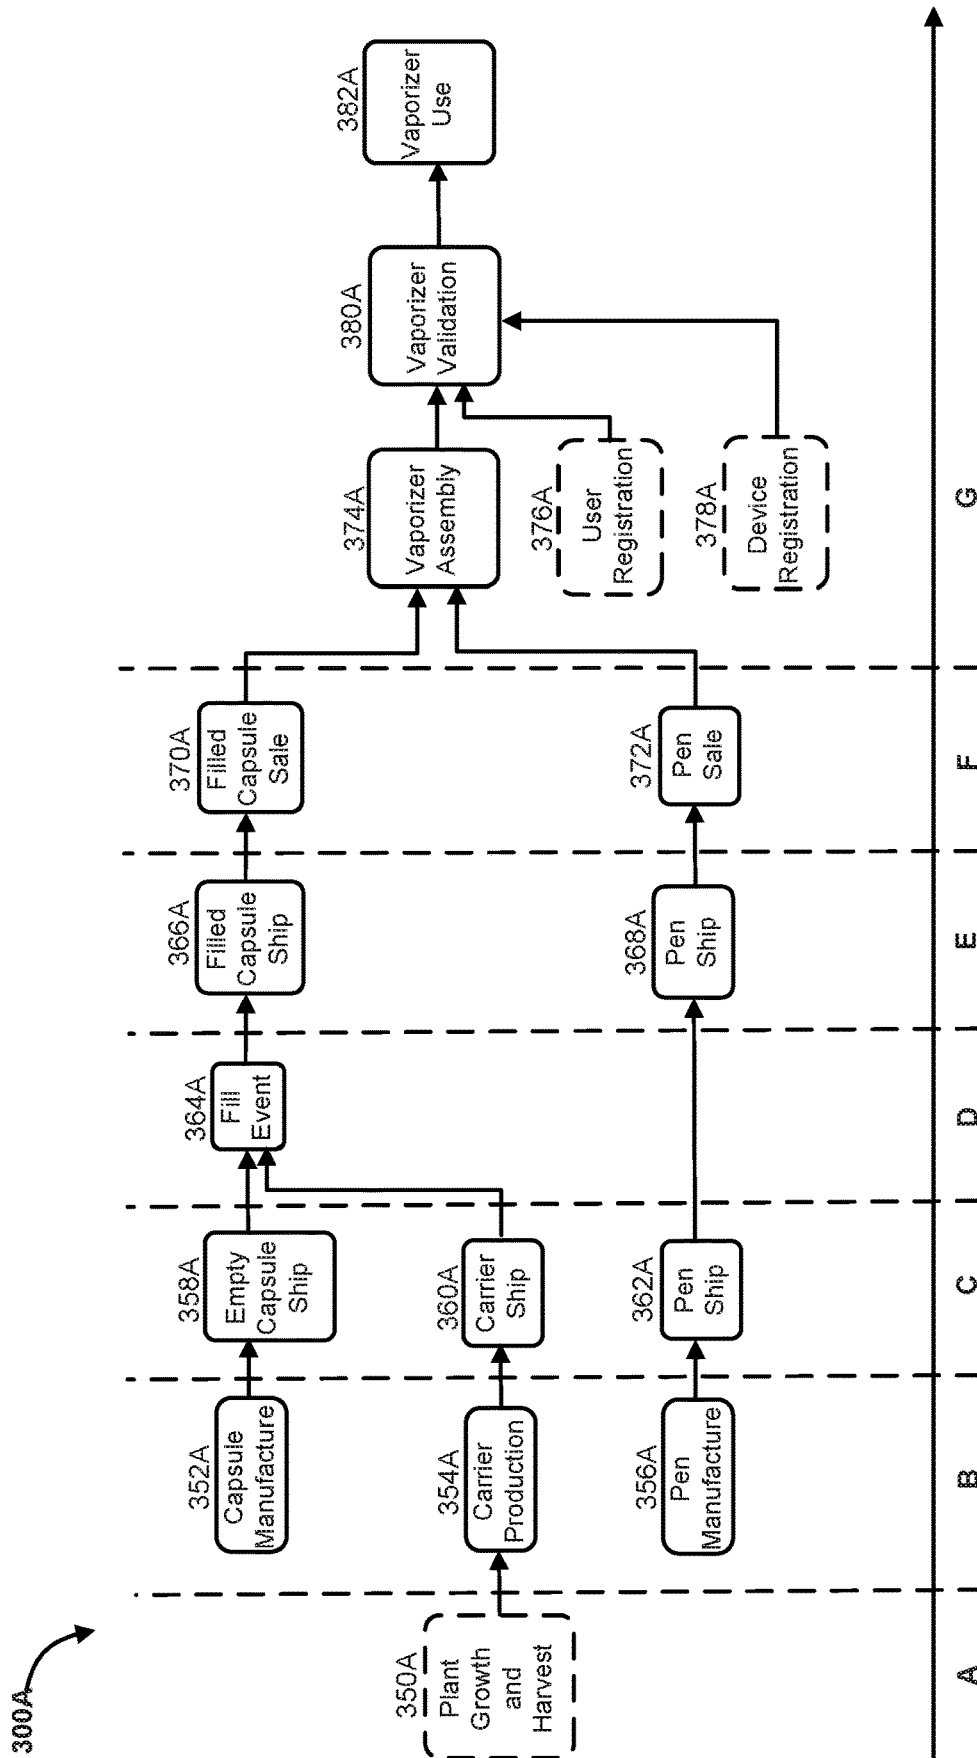 300A
350A
Plant
Growth
and
Harvest
352A
Capsule
Manufacture
354A
Carrier
Production
356A
Pen
Manufacture
358A
Empty
Capsule
Ship
360A
Carrier
Ship
362A
Pen
Ship
364A
Fill
Event
366A
Filled
Capsule
Ship
368A
Pen
Ship
370A
Filled
Capsule
Sale
372A
Pen
Sale
374A
Vaporizer
Assembly
376A
User
Registration
378A
Device
Registration
380A
Vaporizer
Validation
382A
Vaporizer
Use
A
B
C
D
E
F
G